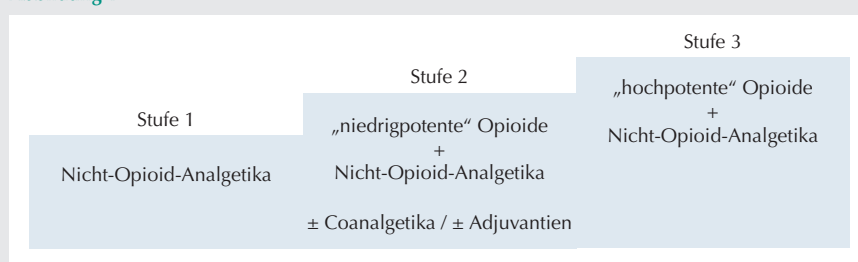 Stufe 1
Nicht-Opioid-Analgetika
Stufe 2
„niedrigpotente“ Opioide
+
Nicht-Opioid-Analgetika
± Coanalgetika / ± Adjuvantien
Stufe 3
„hochpotente“ Opioide
+
Nicht-Opioid-Analgetika